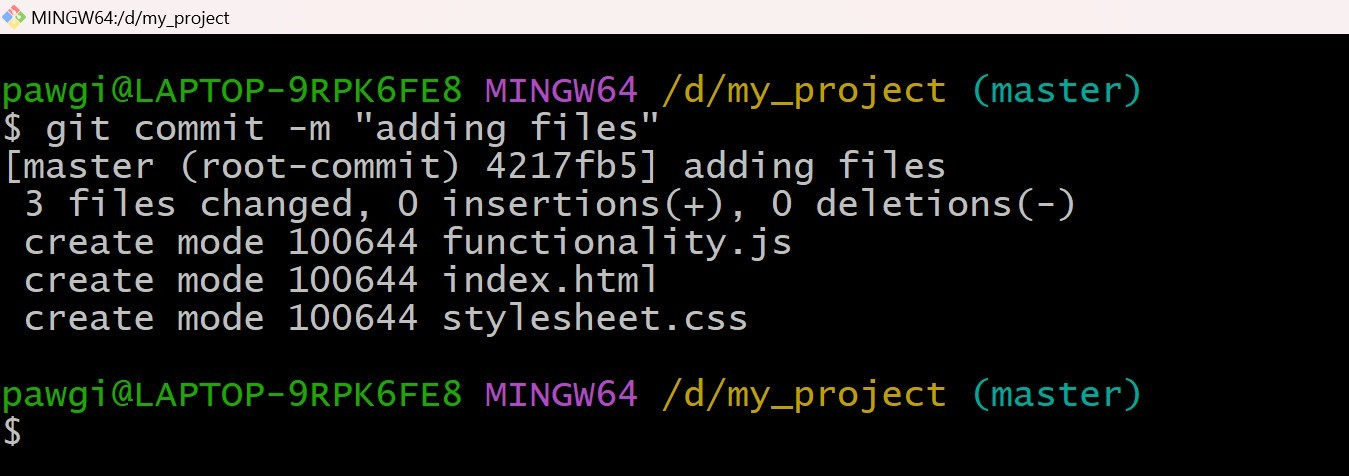 MINGW64:/d/my_project
pawgi@LAPTOP-9RPK6FE8 MINGW64 /d/my_project (master)
$ git commit -m "adding files"
[master (root-commit) 4217fb5] adding files
 3 files changed, 0 insertions(+), 0 deletions(-)
 create mode 100644 functionality.js
 create mode 100644 index.html
 create mode 100644 stylesheet.css
pawgi@LAPTOP-9RPK6FE8 MINGW64 /d/my_project (master)
$